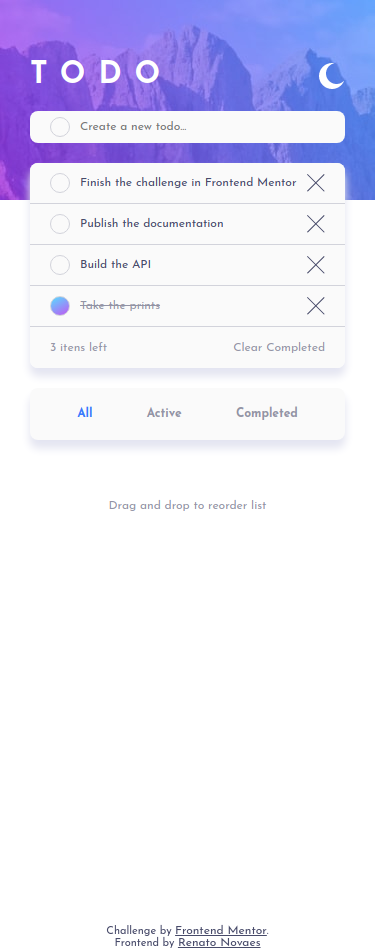 TODO
Create a new todo...
Finish the challenge in Frontend Mentor
Publish the documentation
Build the API
Take the prints
3 itens left Clear Completed
All Active Completed
Drag and drop to reorder list
Challenge by Frontend Mentor.
Frontend by Renato Novaes